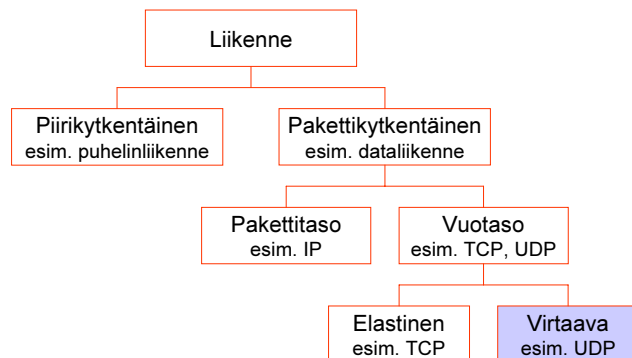 Liikenne
Piirikytkentäinen
esim. puhelinliikenne
Pakettikytkentäinen
esim. dataliikenne
Pakettitaso
esim. IP
Vuotaso
esim. TCP, UDP
Elastinen
esim. TCP
Virtaava
esim. UDP